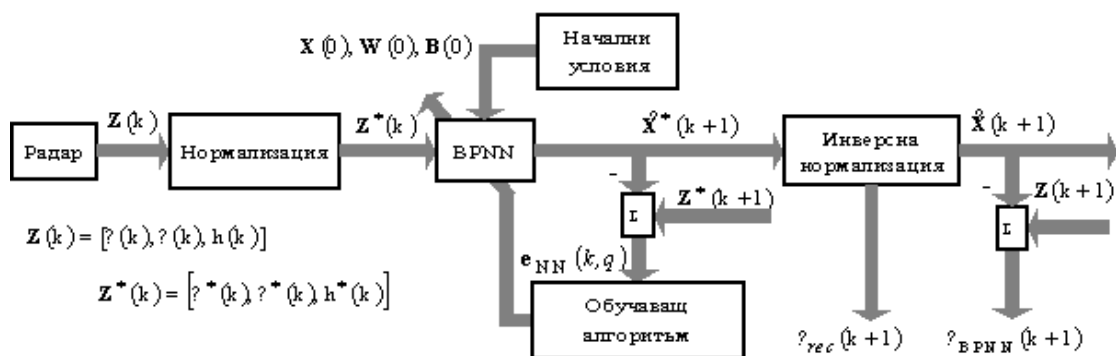 X(0), W(0), B(0)
Начални
условия
Z(k)
Z*(k)
X̂*(k+1)
X̂(k+1)
Радар
Нормализация
BPNN
Инверсна
нормализация
-
Z*(k+1)
-
Z(k+1)
Σ
Σ
Z(k) = [?(k), ?(k), h(k)]
e_NN(k,q)
Z*(k) = [?*(k), ?*(k), h*(k)]
Обучаващ
алгоритъм
?_rec(k+1)
?_BPNN(k+1)